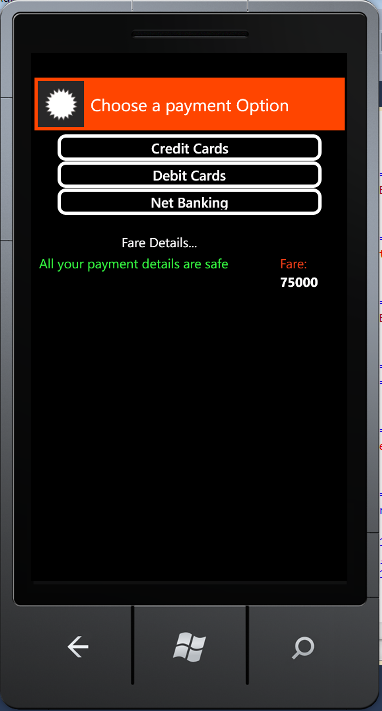 Choose a payment Option
Credit Cards
Debit Cards
Net Banking
Fare Details...
All your payment details are safe
Fare:
75000